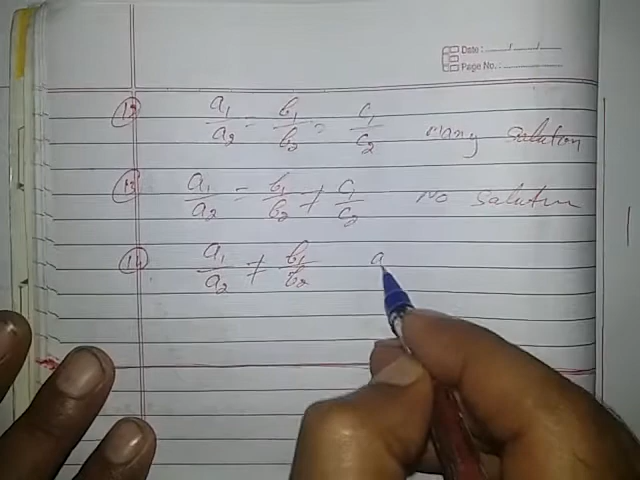 Date : / /
Page No. :
(12) a₁/a₂ = b₁/b₂ = c₁/c₂ many solution
(13) a₁/a₂ = b₁/b₂ ≠ c₁/c₂ no solution
(14) a₁/a₂ ≠ b₁/b₂ a